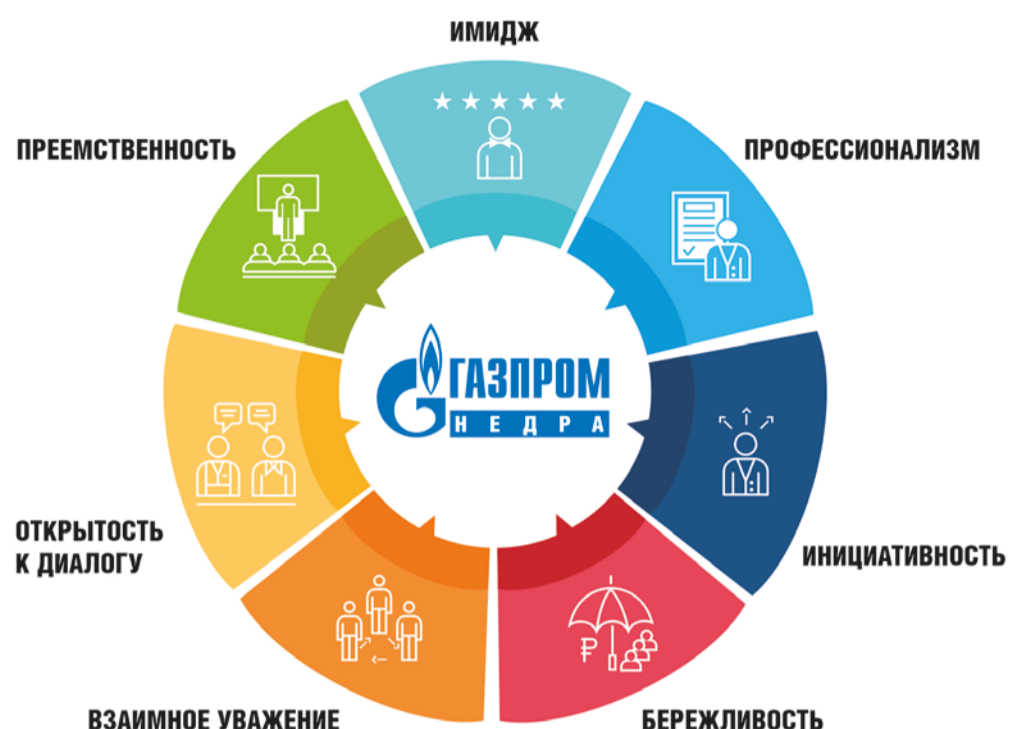 ИМИДЖ
ПРЕЕМСТВЕННОСТЬ
ПРОФЕССИОНАЛИЗМ
ГАЗПРОМ
НЕДРА
ОТКРЫТОСТЬ
К ДИАЛОГУ
ИНИЦИАТИВНОСТЬ
₽
ВЗАИМНОЕ УВАЖЕНИЕ
БЕРЕЖЛИВОСТЬ